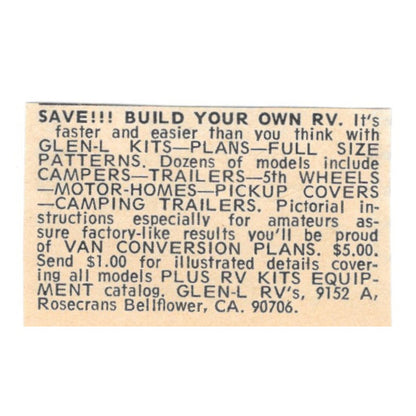 SAVE!!! BUILD YOUR OWN RV. It's
faster and easier than you think with
GLEN-L KITS—PLANS—FULL SIZE
PATTERNS. Dozens of models include
CAMPERS—TRAILERS—5th WHEELS
—MOTOR-HOMES—PICKUP COVERS
—CAMPING TRAILERS. Pictorial in-
structions especially for amateurs as-
sure factory-like results you'll be proud
of VAN CONVERSION PLANS. $5.00.
Send $1.00 for illustrated details cover-
ing all models PLUS RV KITS EQUIP-
MENT catalog. GLEN-L RV's, 9152 A,
Rosecrans Bellflower, CA. 90706.